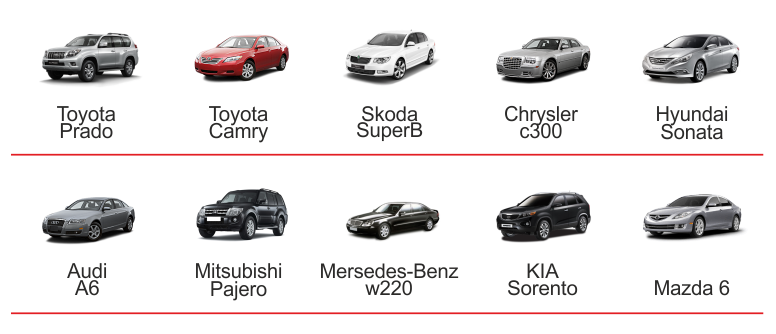 Toyota
Prado
Toyota
Camry
Skoda
SuperB
Chrysler
c300
Hyundai
Sonata
Audi
A6
Mitsubishi
Pajero
Mersedes-Benz
w220
KIA
Sorento
Mazda 6